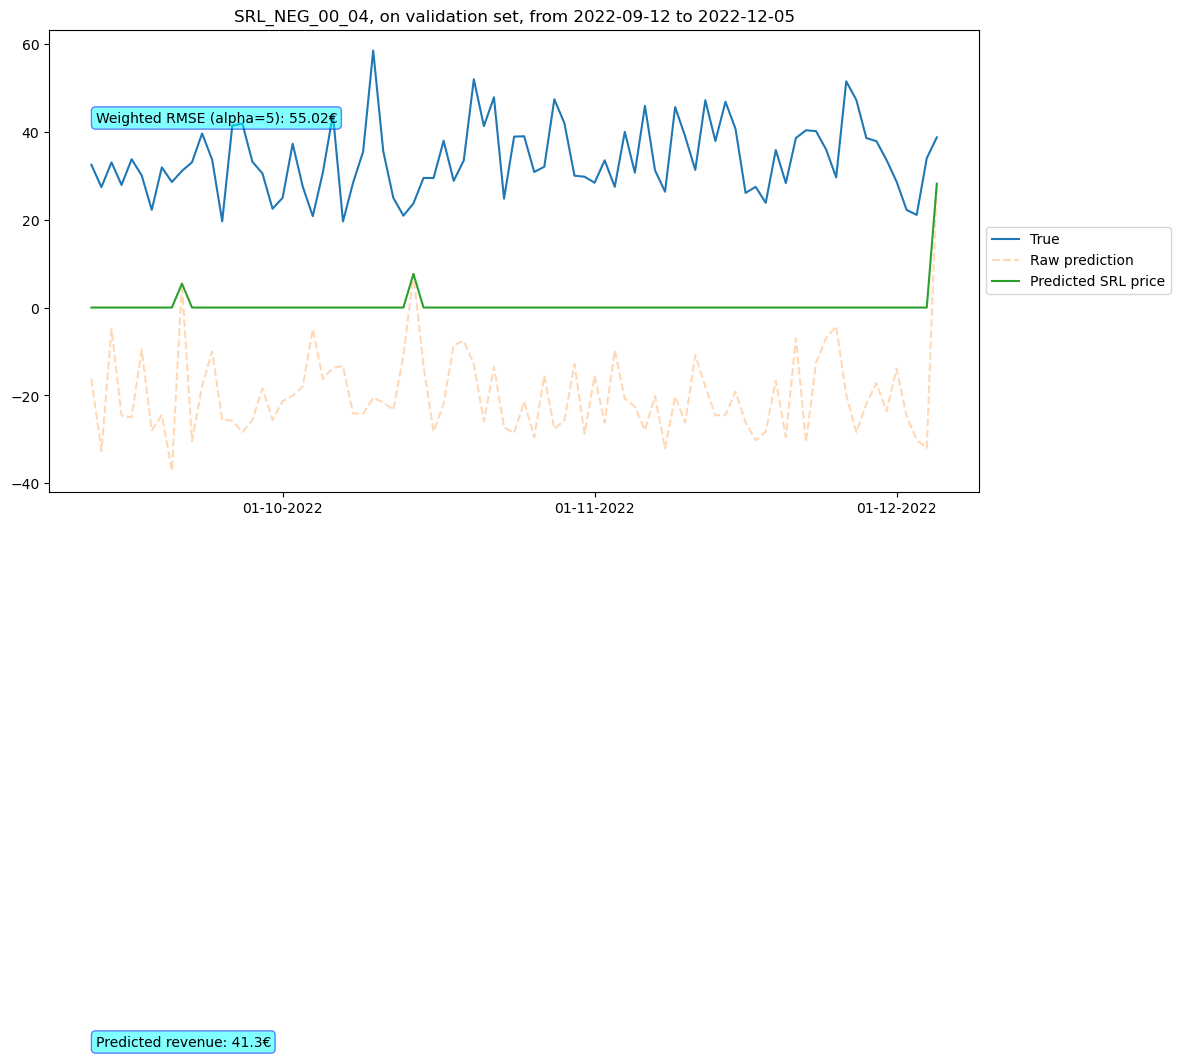 SRL_NEG_00_04, on validation set, from 2022-09-12 to 2022-12-05
60
Weighted RMSE (alpha=5): 55.02€
40
20
True
Raw prediction
Predicted SRL price
0
−20
−40
01-10-2022
01-11-2022
01-12-2022
Predicted revenue: 41.3€